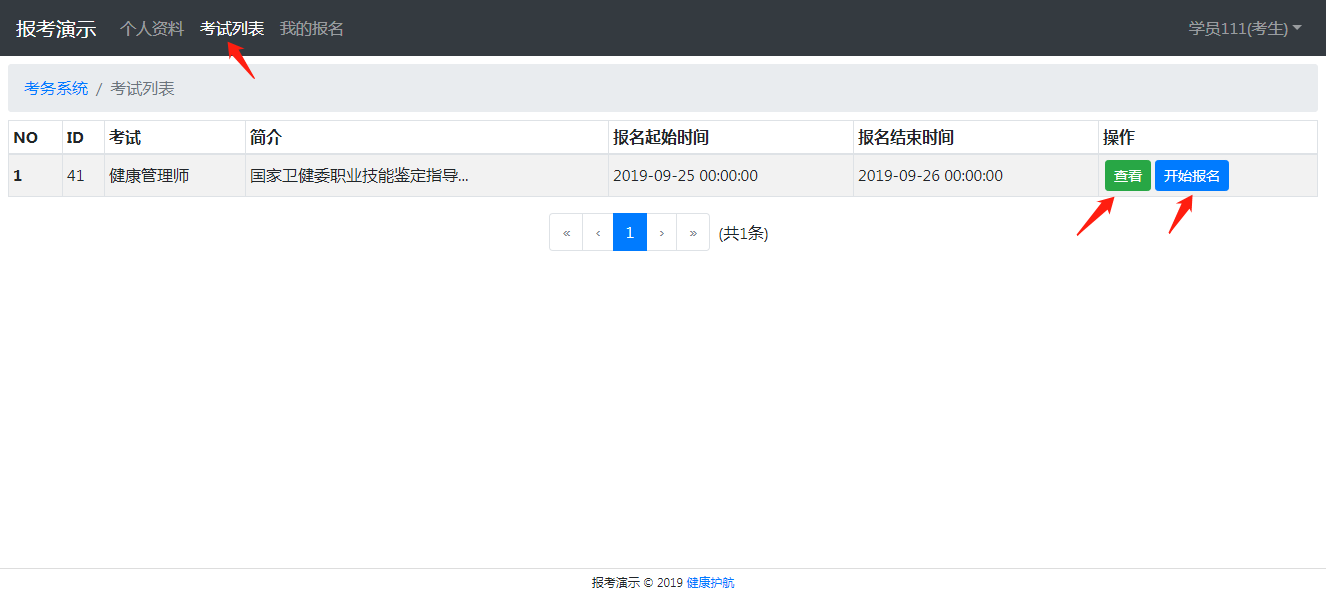 报考演示 个人资料 考试列表 我的报名 学员111(考生)
考务系统 / 考试列表
NO ID 考试 简介 报名起始时间 报名结束时间 操作
1 41 健康管理师 国家卫健委职业技能鉴定指导... 2019-09-25 00:00:00 2019-09-26 00:00:00 查看 开始报名
« ‹ 1 › » (共1条)
报考演示 © 2019 健康护航